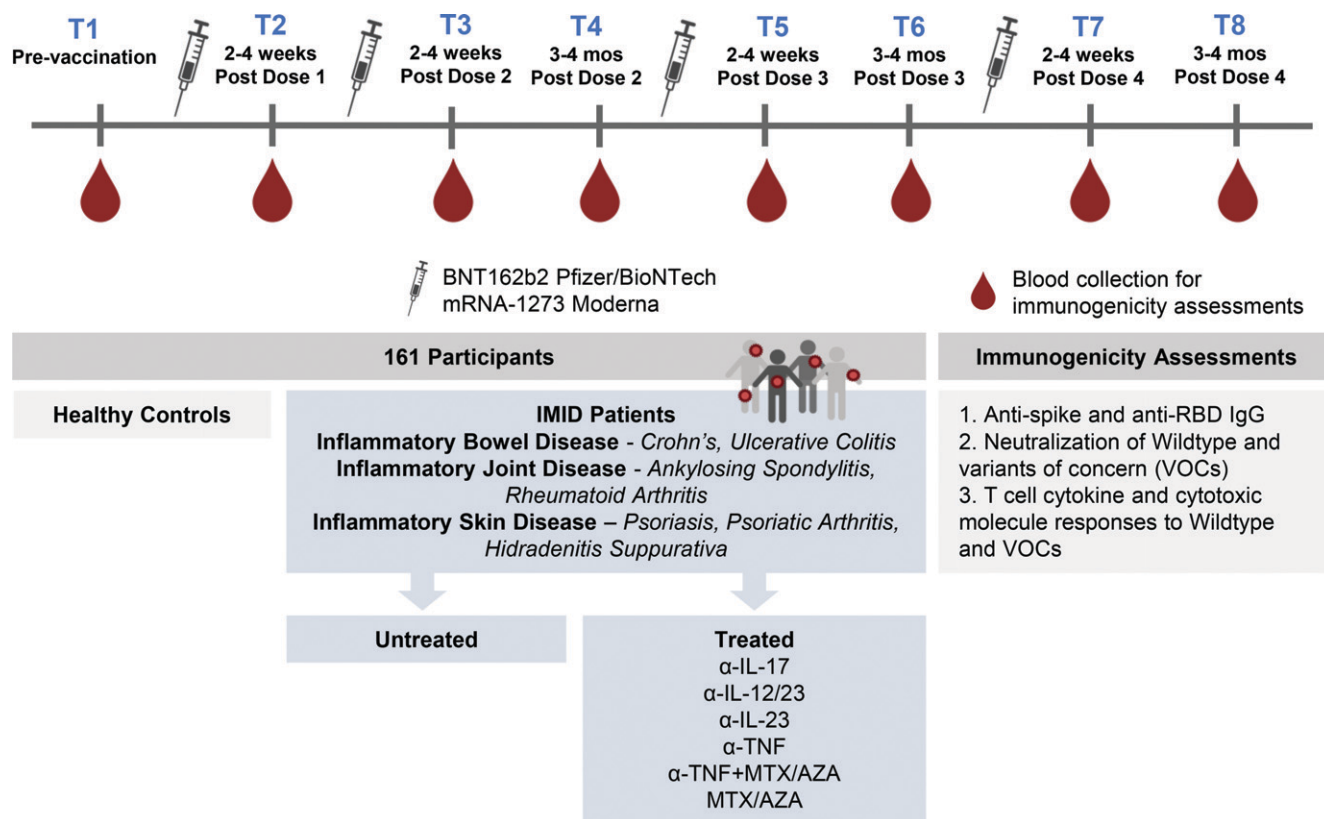 T1
Pre-vaccination
T2
2-4 weeks
Post Dose 1
T3
2-4 weeks
Post Dose 2
T4
3-4 mos
Post Dose 2
T5
2-4 weeks
Post Dose 3
T6
3-4 mos
Post Dose 3
T7
2-4 weeks
Post Dose 4
T8
3-4 mos
Post Dose 4
BNT162b2 Pfizer/BioNTech
mRNA-1273 Moderna
Blood collection for
immunogenicity assessments
161 Participants
Healthy Controls
IMID Patients
Inflammatory Bowel Disease - Crohn's, Ulcerative Colitis
Inflammatory Joint Disease - Ankylosing Spondylitis,
Rheumatoid Arthritis
Inflammatory Skin Disease – Psoriasis, Psoriatic Arthritis,
Hidradenitis Suppurativa
Untreated
Treated
α-IL-17
α-IL-12/23
α-IL-23
α-TNF
α-TNF+MTX/AZA
MTX/AZA
Immunogenicity Assessments
1. Anti-spike and anti-RBD IgG
2. Neutralization of Wildtype and
variants of concern (VOCs)
3. T cell cytokine and cytotoxic
molecule responses to Wildtype
and VOCs